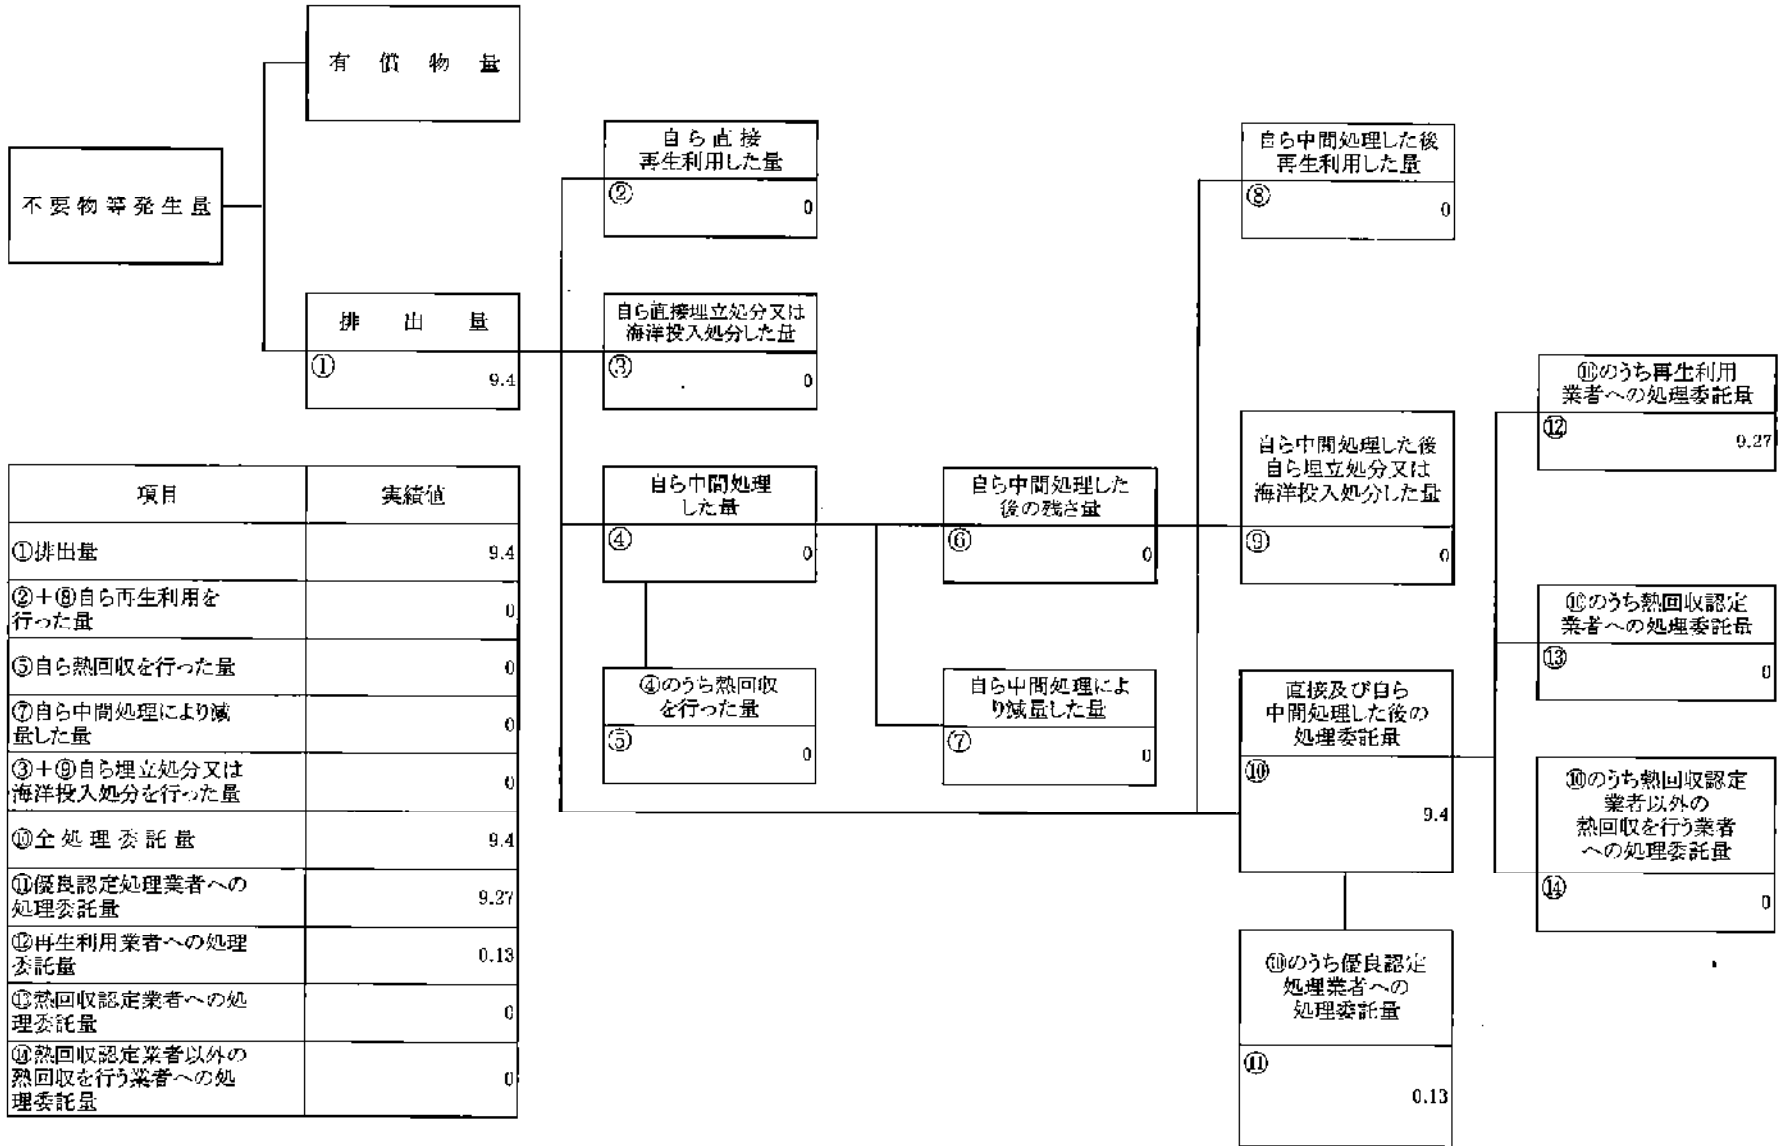 有償物量
不要物等発生量
排出量
①
9.4
自ら直接
再生利用した量
②
0
自ら直接埋立処分又は
海洋投入処分した量
③
0
自ら中間処理
した量
④
0
④のうち熱回収
を行った量
⑤
0
自ら中間処理した
後の残さ量
⑥
0
自ら中間処理によ
り減量した量
⑦
0
自ら中間処理した後
再生利用した量
⑧
0
自ら中間処理した後
自ら埋立処分又は
海洋投入処分した量
⑨
0
直接及び自ら
中間処理した後の
処理委託量
⑩
9.4
⑩のうち優良認定
処理業者への
処理委託量
⑪
0.13
⑩のうち再生利用
業者への処理委託量
⑫
9.27
⑩のうち熱回収認定
業者への処理委託量
⑬
0
⑩のうち熱回収認定
業者以外の
熱回収を行う業者
への処理委託量
⑭
0
項目 実績値
①排出量 9.4
②+⑧自ら再生利用を
行った量 0
⑤自ら熱回収を行った量 0
⑦自ら中間処理により減
量した量 0
③+⑨自ら埋立処分又は
海洋投入処分を行った量 0
⑩全処理委託量 9.4
⑪優良認定処理業者への
処理委託量 9.27
⑫再生利用業者への処理
委託量 0.13
⑬熱回収認定業者への処
理委託量 0
⑭熱回収認定業者以外の
熱回収を行う業者への処
理委託量 0